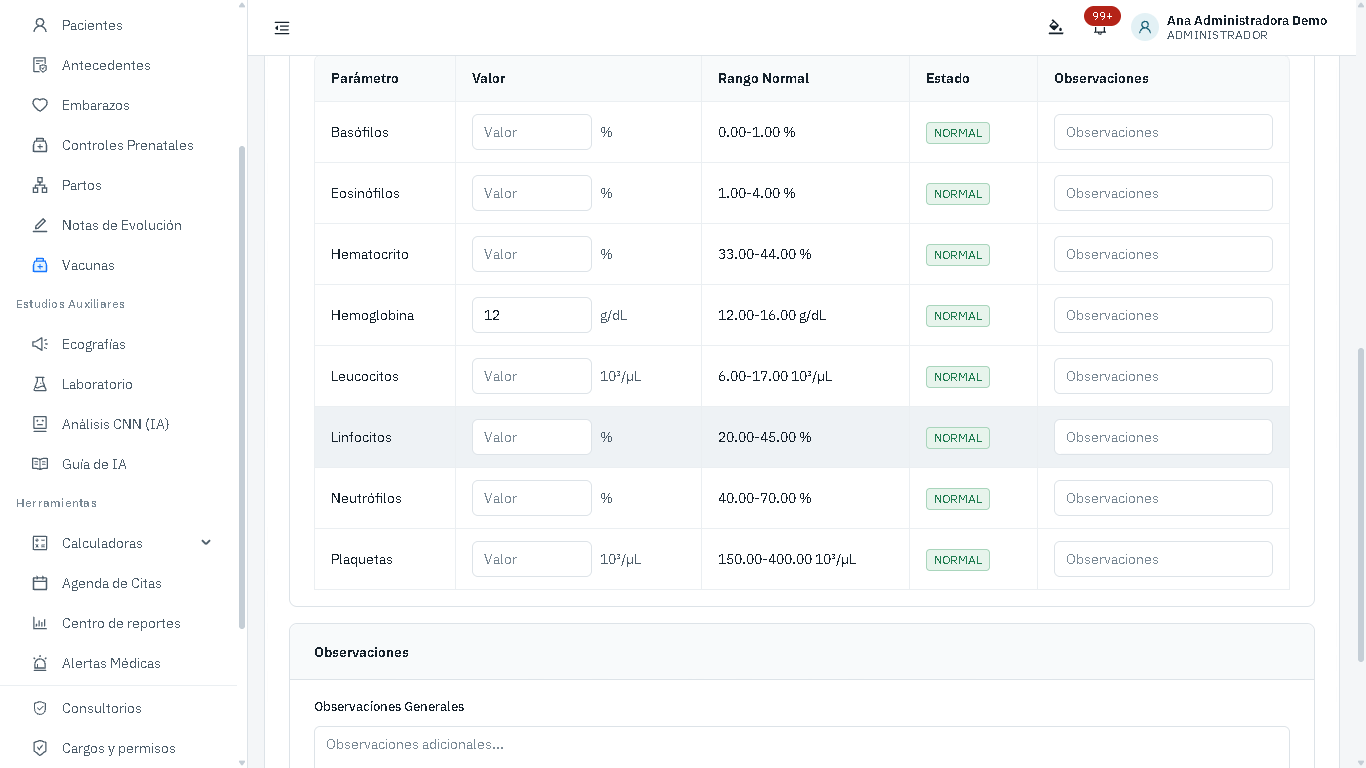 Pacientes
Antecedentes
Embarazos
Controles Prenatales
Partos
Notas de Evolución
Vacunas
Estudios Auxiliares
Ecografías
Laboratorio
Análisis CNN (IA)
Guía de IA
Herramientas
Calculadoras
Agenda de Citas
Centro de reportes
Alertas Médicas
Consultorios
Cargos y permisos
99+
Ana Administradora Demo
ADMINISTRADOR
Parámetro Valor Rango Normal Estado Observaciones
Basófilos Valor % 0.00-1.00 % NORMAL Observaciones
Eosinófilos Valor % 1.00-4.00 % NORMAL Observaciones
Hematocrito Valor % 33.00-44.00 % NORMAL Observaciones
Hemoglobina 12 g/dL 12.00-16.00 g/dL NORMAL Observaciones
Leucocitos Valor 10³/µL 6.00-17.00 10³/µL NORMAL Observaciones
Linfocitos Valor % 20.00-45.00 % NORMAL Observaciones
Neutrófilos Valor % 40.00-70.00 % NORMAL Observaciones
Plaquetas Valor 10³/µL 150.00-400.00 10³/µL NORMAL Observaciones
Observaciones
Observaciones Generales
Observaciones adicionales...